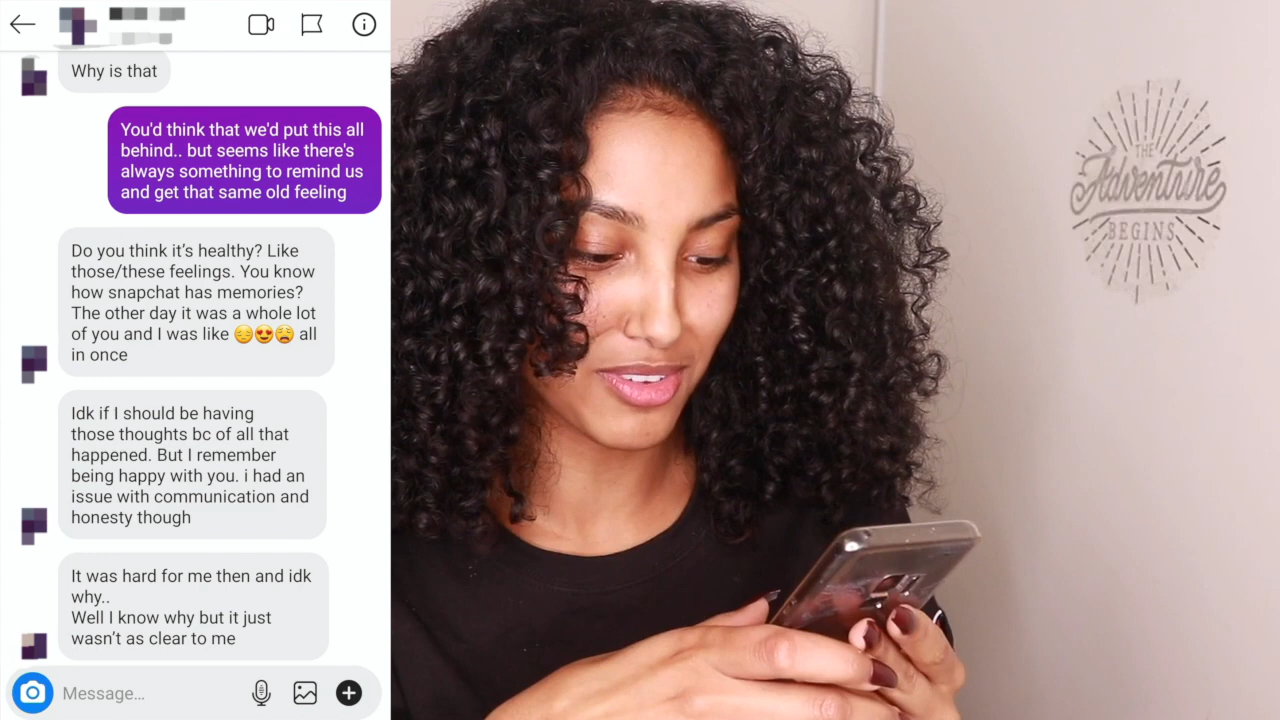 Why is that
You'd think that we'd put this all
behind.. but seems like there's
always something to remind us
and get that same old feeling
Do you think it's healthy? Like
those/these feelings. You know
how snapchat has memories?
The other day it was a whole lot
of you and I was like 😔😍😩 all
in once
Idk if I should be having
those thoughts bc of all that
happened. But I remember
being happy with you. i had an
issue with communication and
honesty though
It was hard for me then and idk
why..
Well I know why but it just
wasn't as clear to me
Message...
THE
Adventure
BEGINS